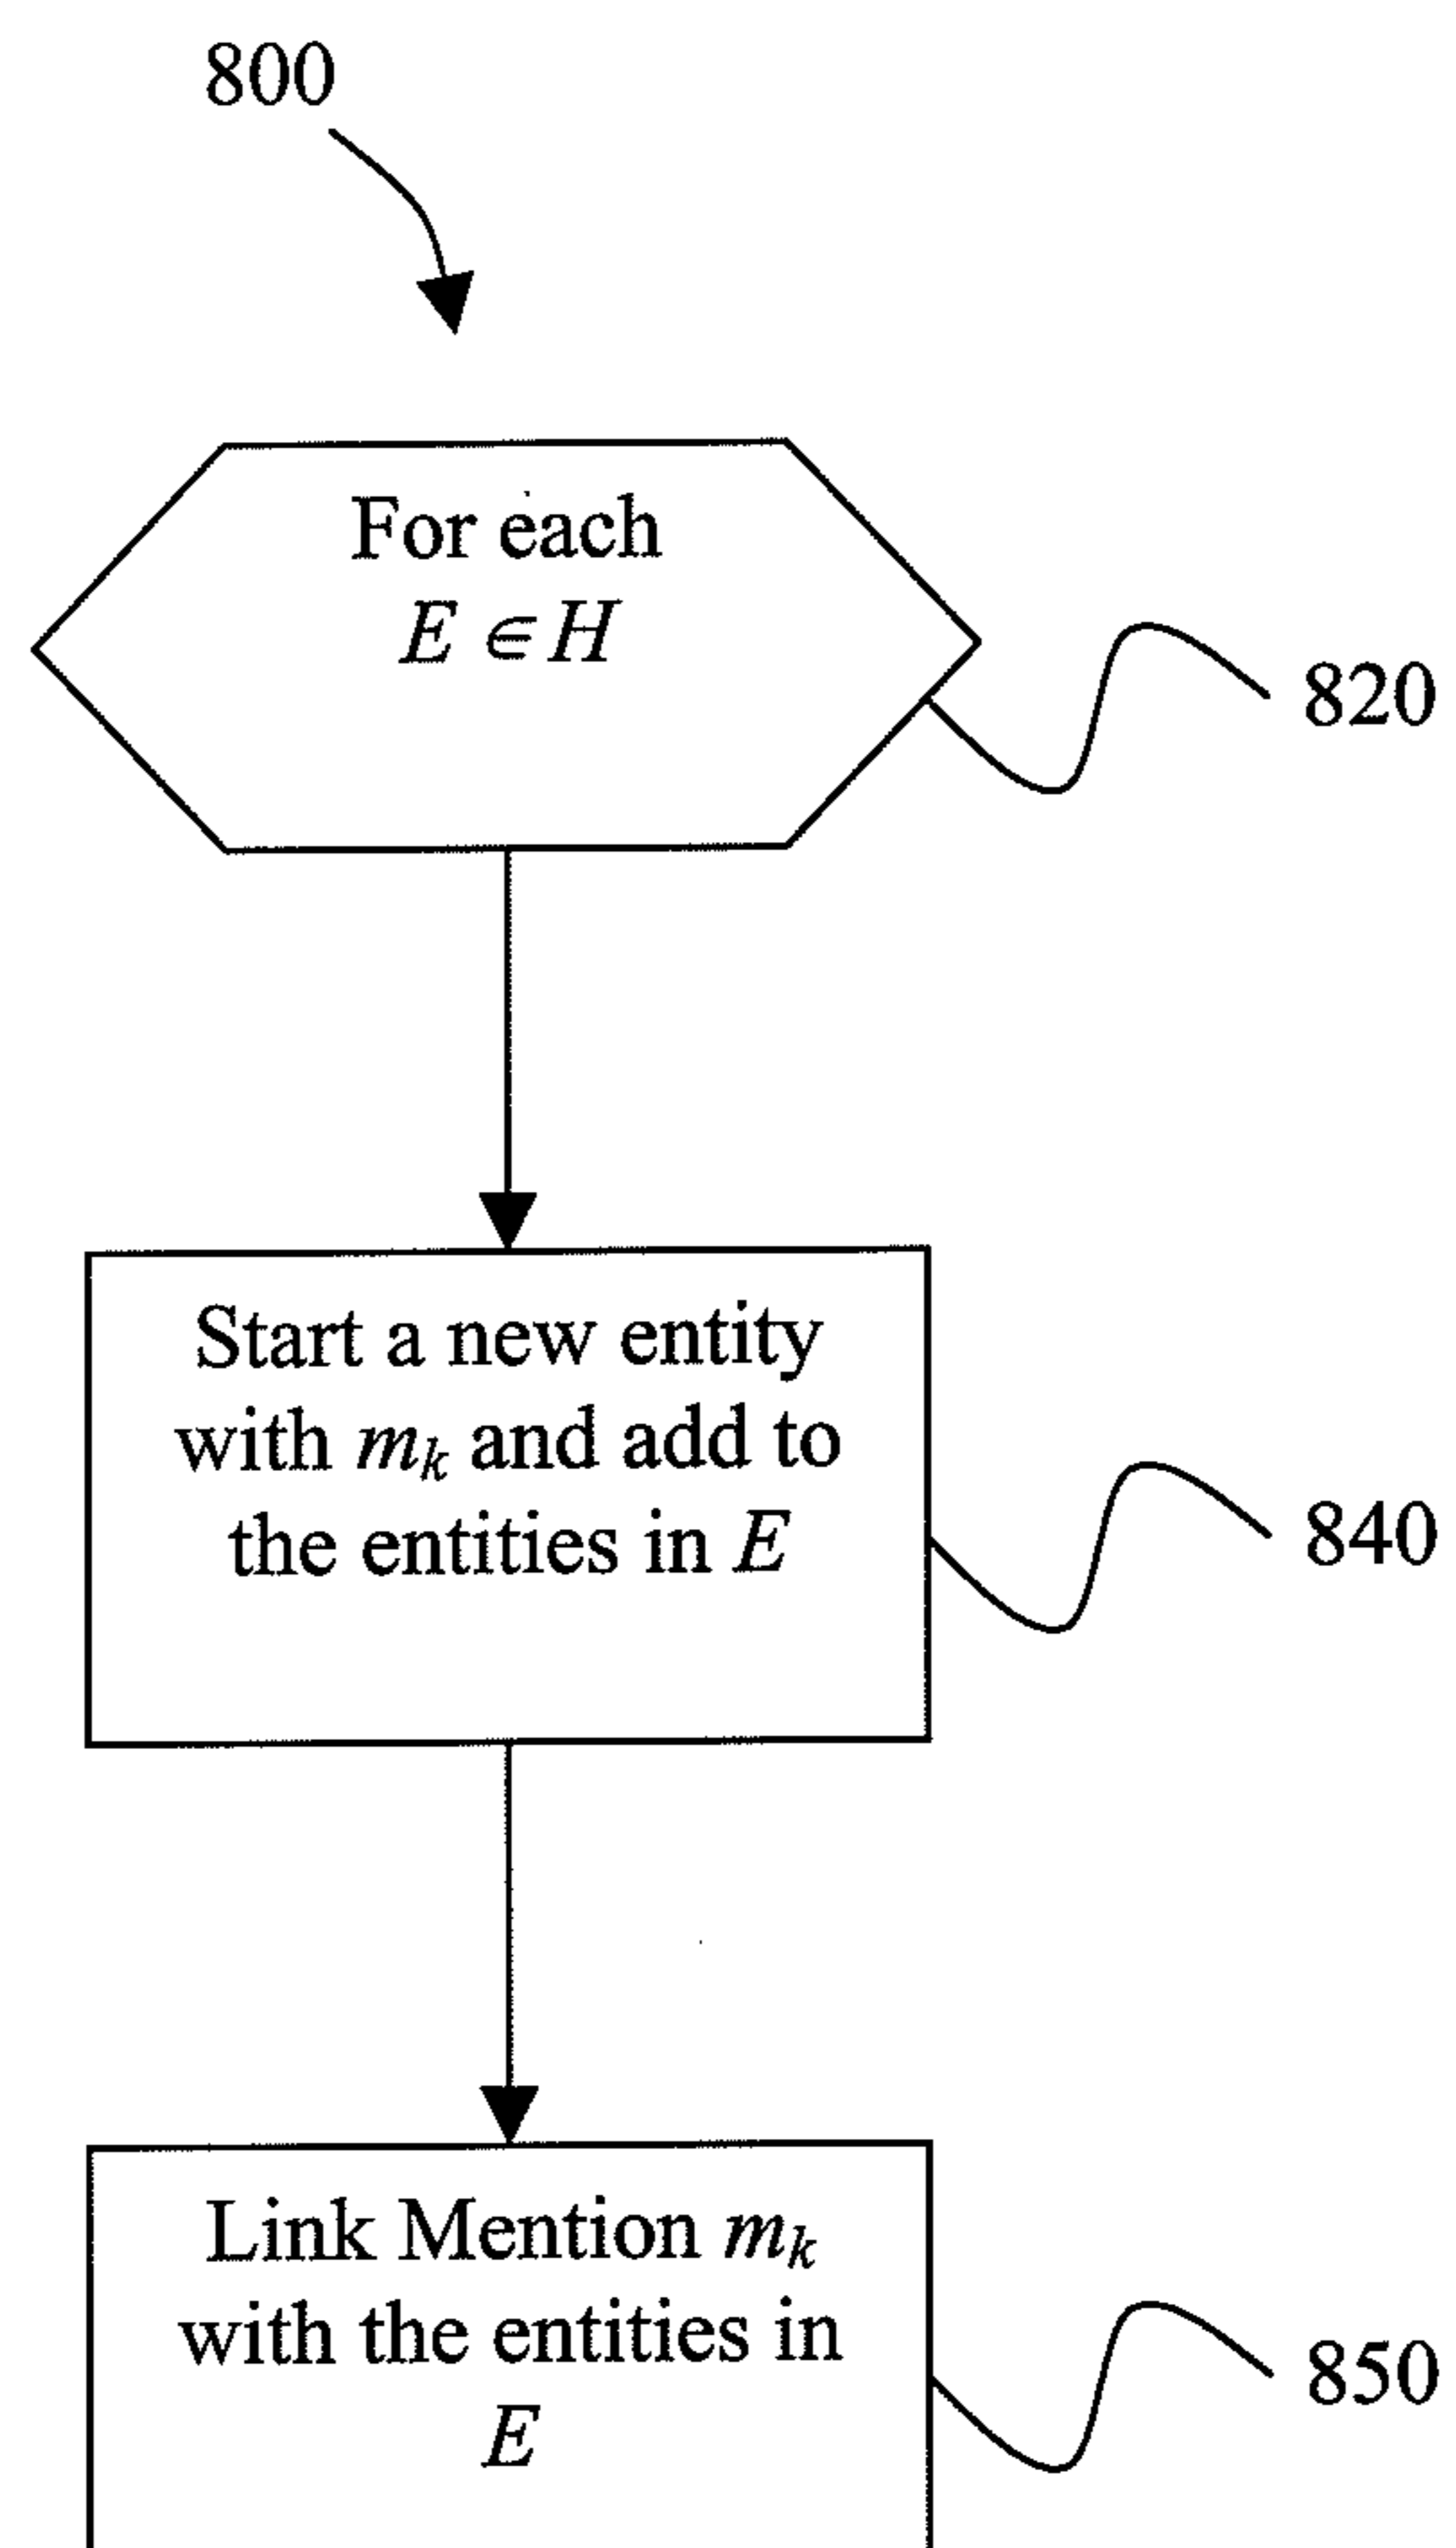 800
For each
E ∈ H
820
Start a new entity
with mₖ and add to
the entities in E
840
Link Mention mₖ
with the entities in
E
850